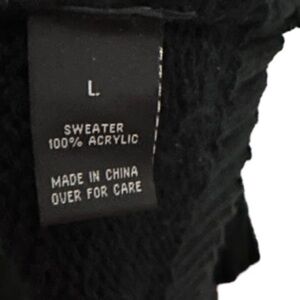 L
SWEATER
100% ACRYLIC
MADE IN CHINA
OVER FOR CARE